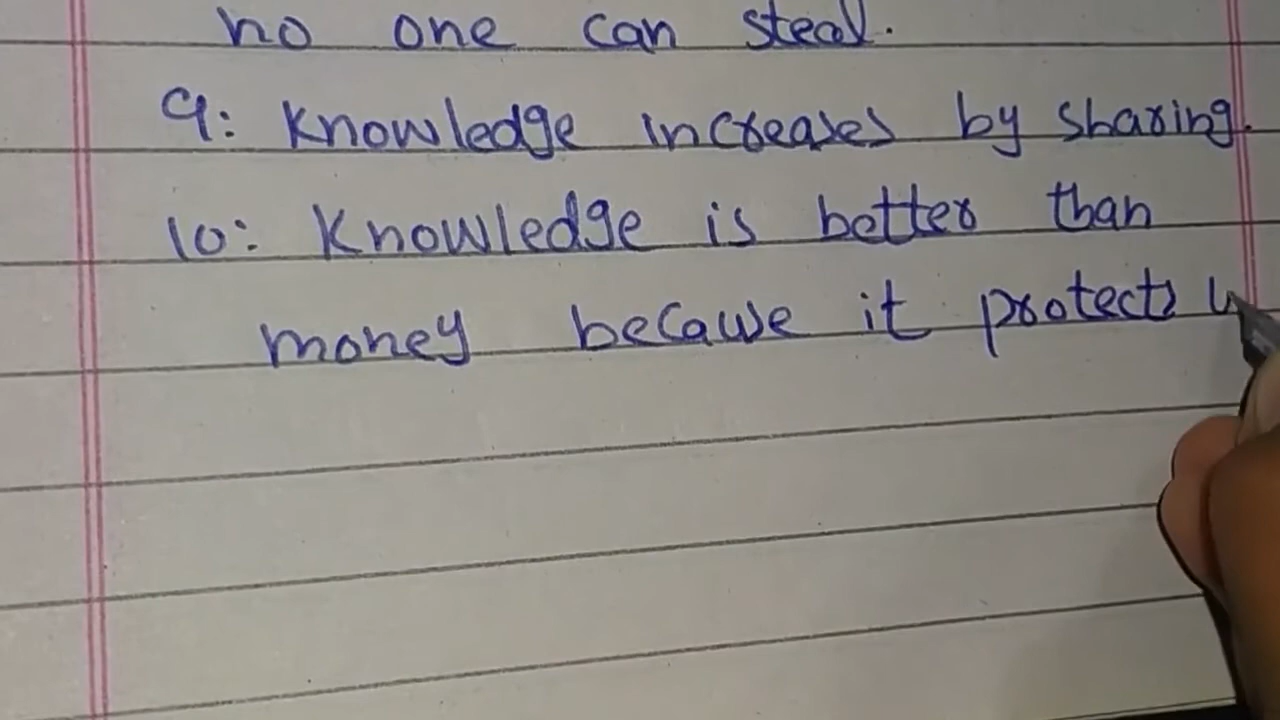 no one can steal.
9: Knowledge increases by sharing.
10: Knowledge is better than
money because it protects u